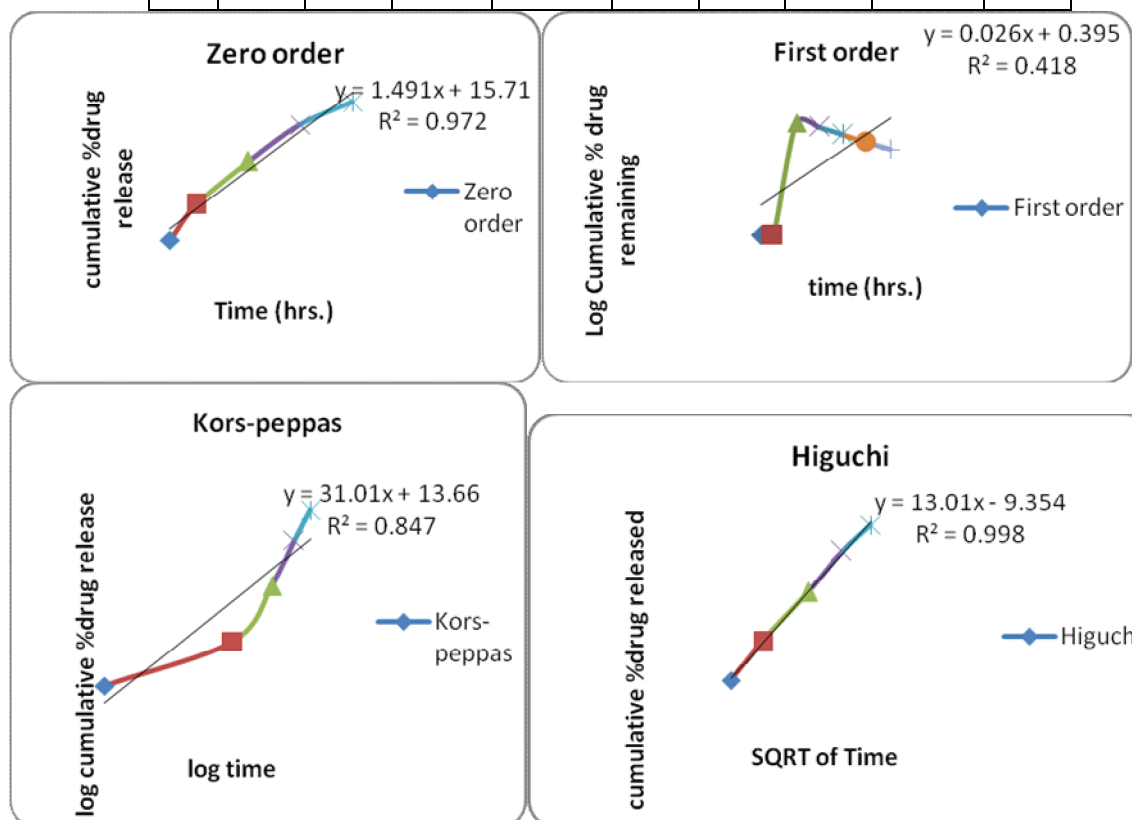 Zero order
y = 1.491x + 15.71
R² = 0.972
cumulative %drug
release
Zero
order
Time (hrs.)
y = 0.026x + 0.395
First order
R² = 0.418
Log Cumulative % drug
remaining
First order
time (hrs.)
Kors-peppas
y = 31.01x + 13.66
R² = 0.847
log cumulative %drug release
Kors-
peppas
log time
Higuchi
y = 13.01x - 9.354
R² = 0.998
cumulative %drug released
Higuch
SQRT of Time